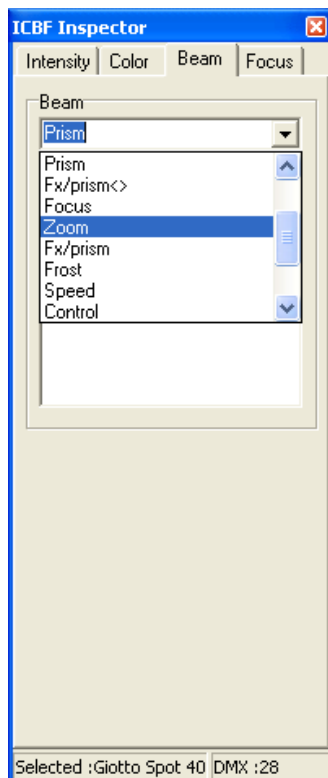 ICBF Inspector
Intensity Color Beam Focus
Beam
Prism
Prism
Fx/prism<>
Focus
Zoom
Fx/prism
Frost
Speed
Control
Selected :Giotto Spot 40 DMX :28